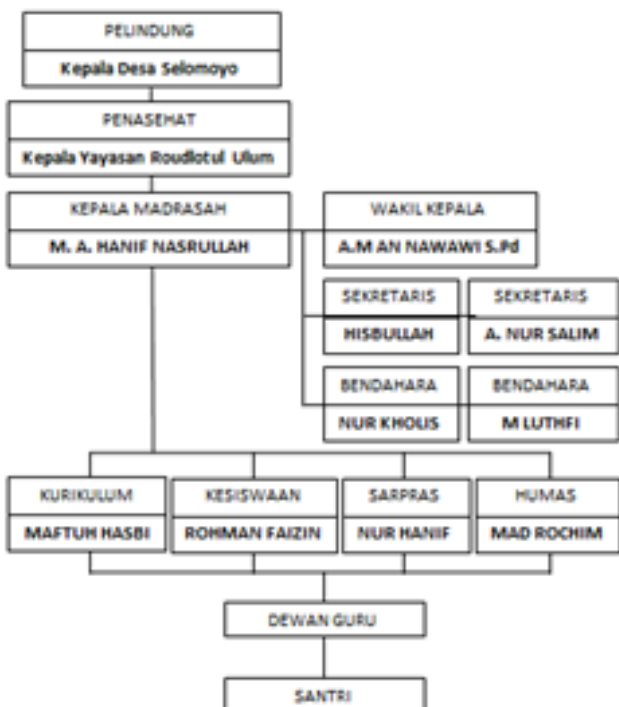 PELINDUNG
Kepala Desa Selomoyo
PENASEHAT
Kepala Yayasan Roudlotul Ulum
KEPALA MADRASAH
M. A. HANIF NASRULLAH
WAKIL KEPALA
A.M AN NAWAWI S.Pd
SEKRETARIS
HISBULLAH
SEKRETARIS
A. NUR SALIM
BENDAHARA
NUR KHOLIS
BENDAHARA
M LUTHFI
KURIKULUM
MAFTUH HASBI
KESISWAAN
ROHMAN FAIZIN
SARPRAS
NUR HANIF
HUMAS
MAD ROCHIM
DEWAN GURU
SANTRI